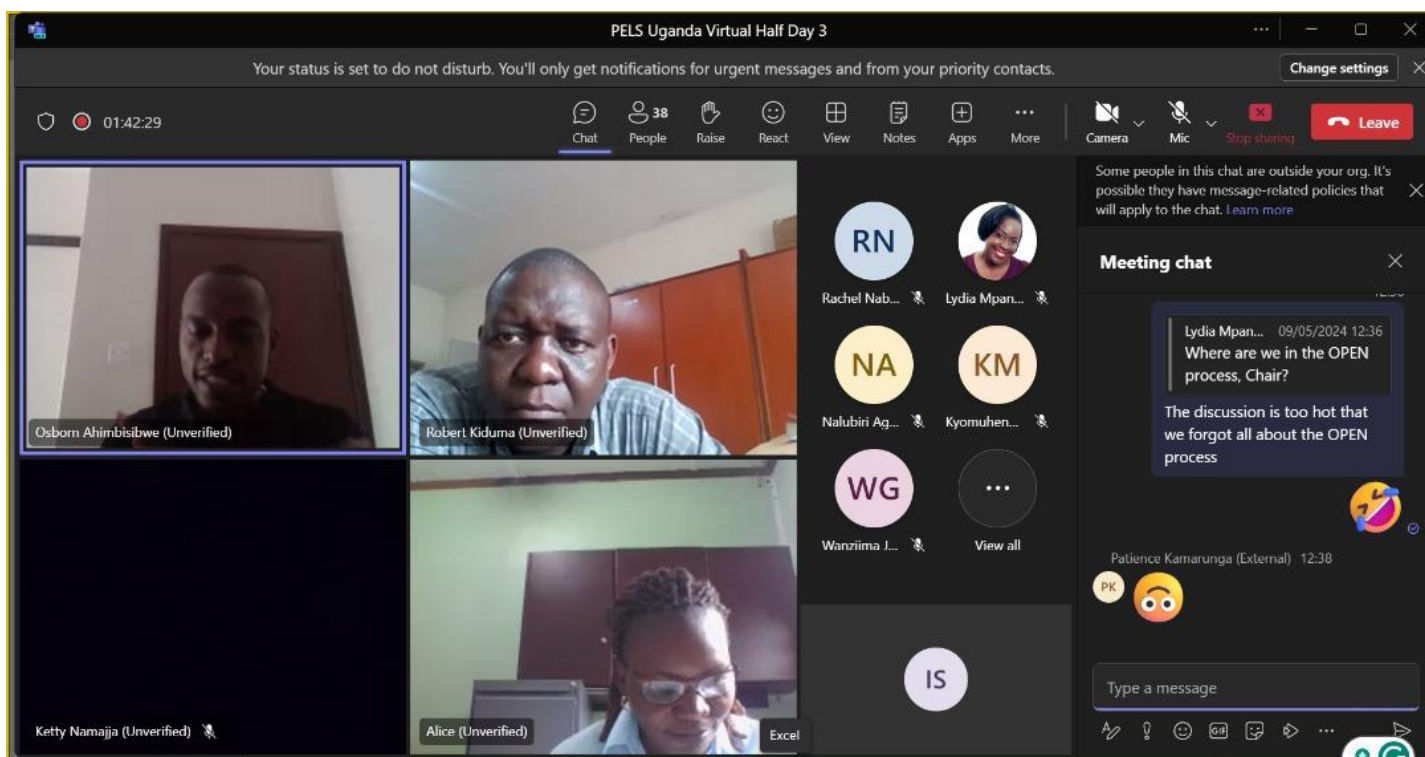 PELS Uganda Virtual Half Day 3
Your status is set to do not disturb. You'll only get notifications for urgent messages and from your priority contacts.
Change settings
01:42:29
Chat
38
People
Raise
React
View
Notes
Apps
More
Camera
Mic
Stop sharing
Leave
Osborn Ahimbisibwe (Unverified)
Robert Kiduma (Unverified)
Ketty Namajja (Unverified)
Alice (Unverified)
Excel
RN
Rachel Nab...
Lydia Mpan...
NA
Nalubiri Ag...
KM
Kyomuhen...
WG
Wanziima J...
...
View all
IS
Some people in this chat are outside your org. It's
possible they have message-related policies that
will apply to the chat. Learn more
Meeting chat
Lydia Mpan... 09/05/2024 12:36
Where are we in the OPEN
process, Chair?
The discussion is too hot that
we forgot all about the OPEN
process
Patience Kamarunga (External) 12:38
PK
Type a message
GIF